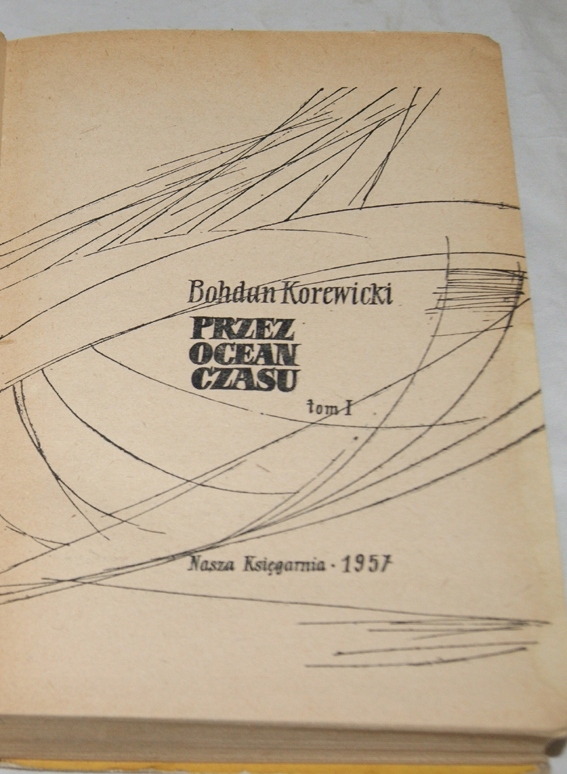 Bohdan Korewicki
PRZEZ
OCEAN
CZASU
tom I
Nasza Księgarnia · 1957